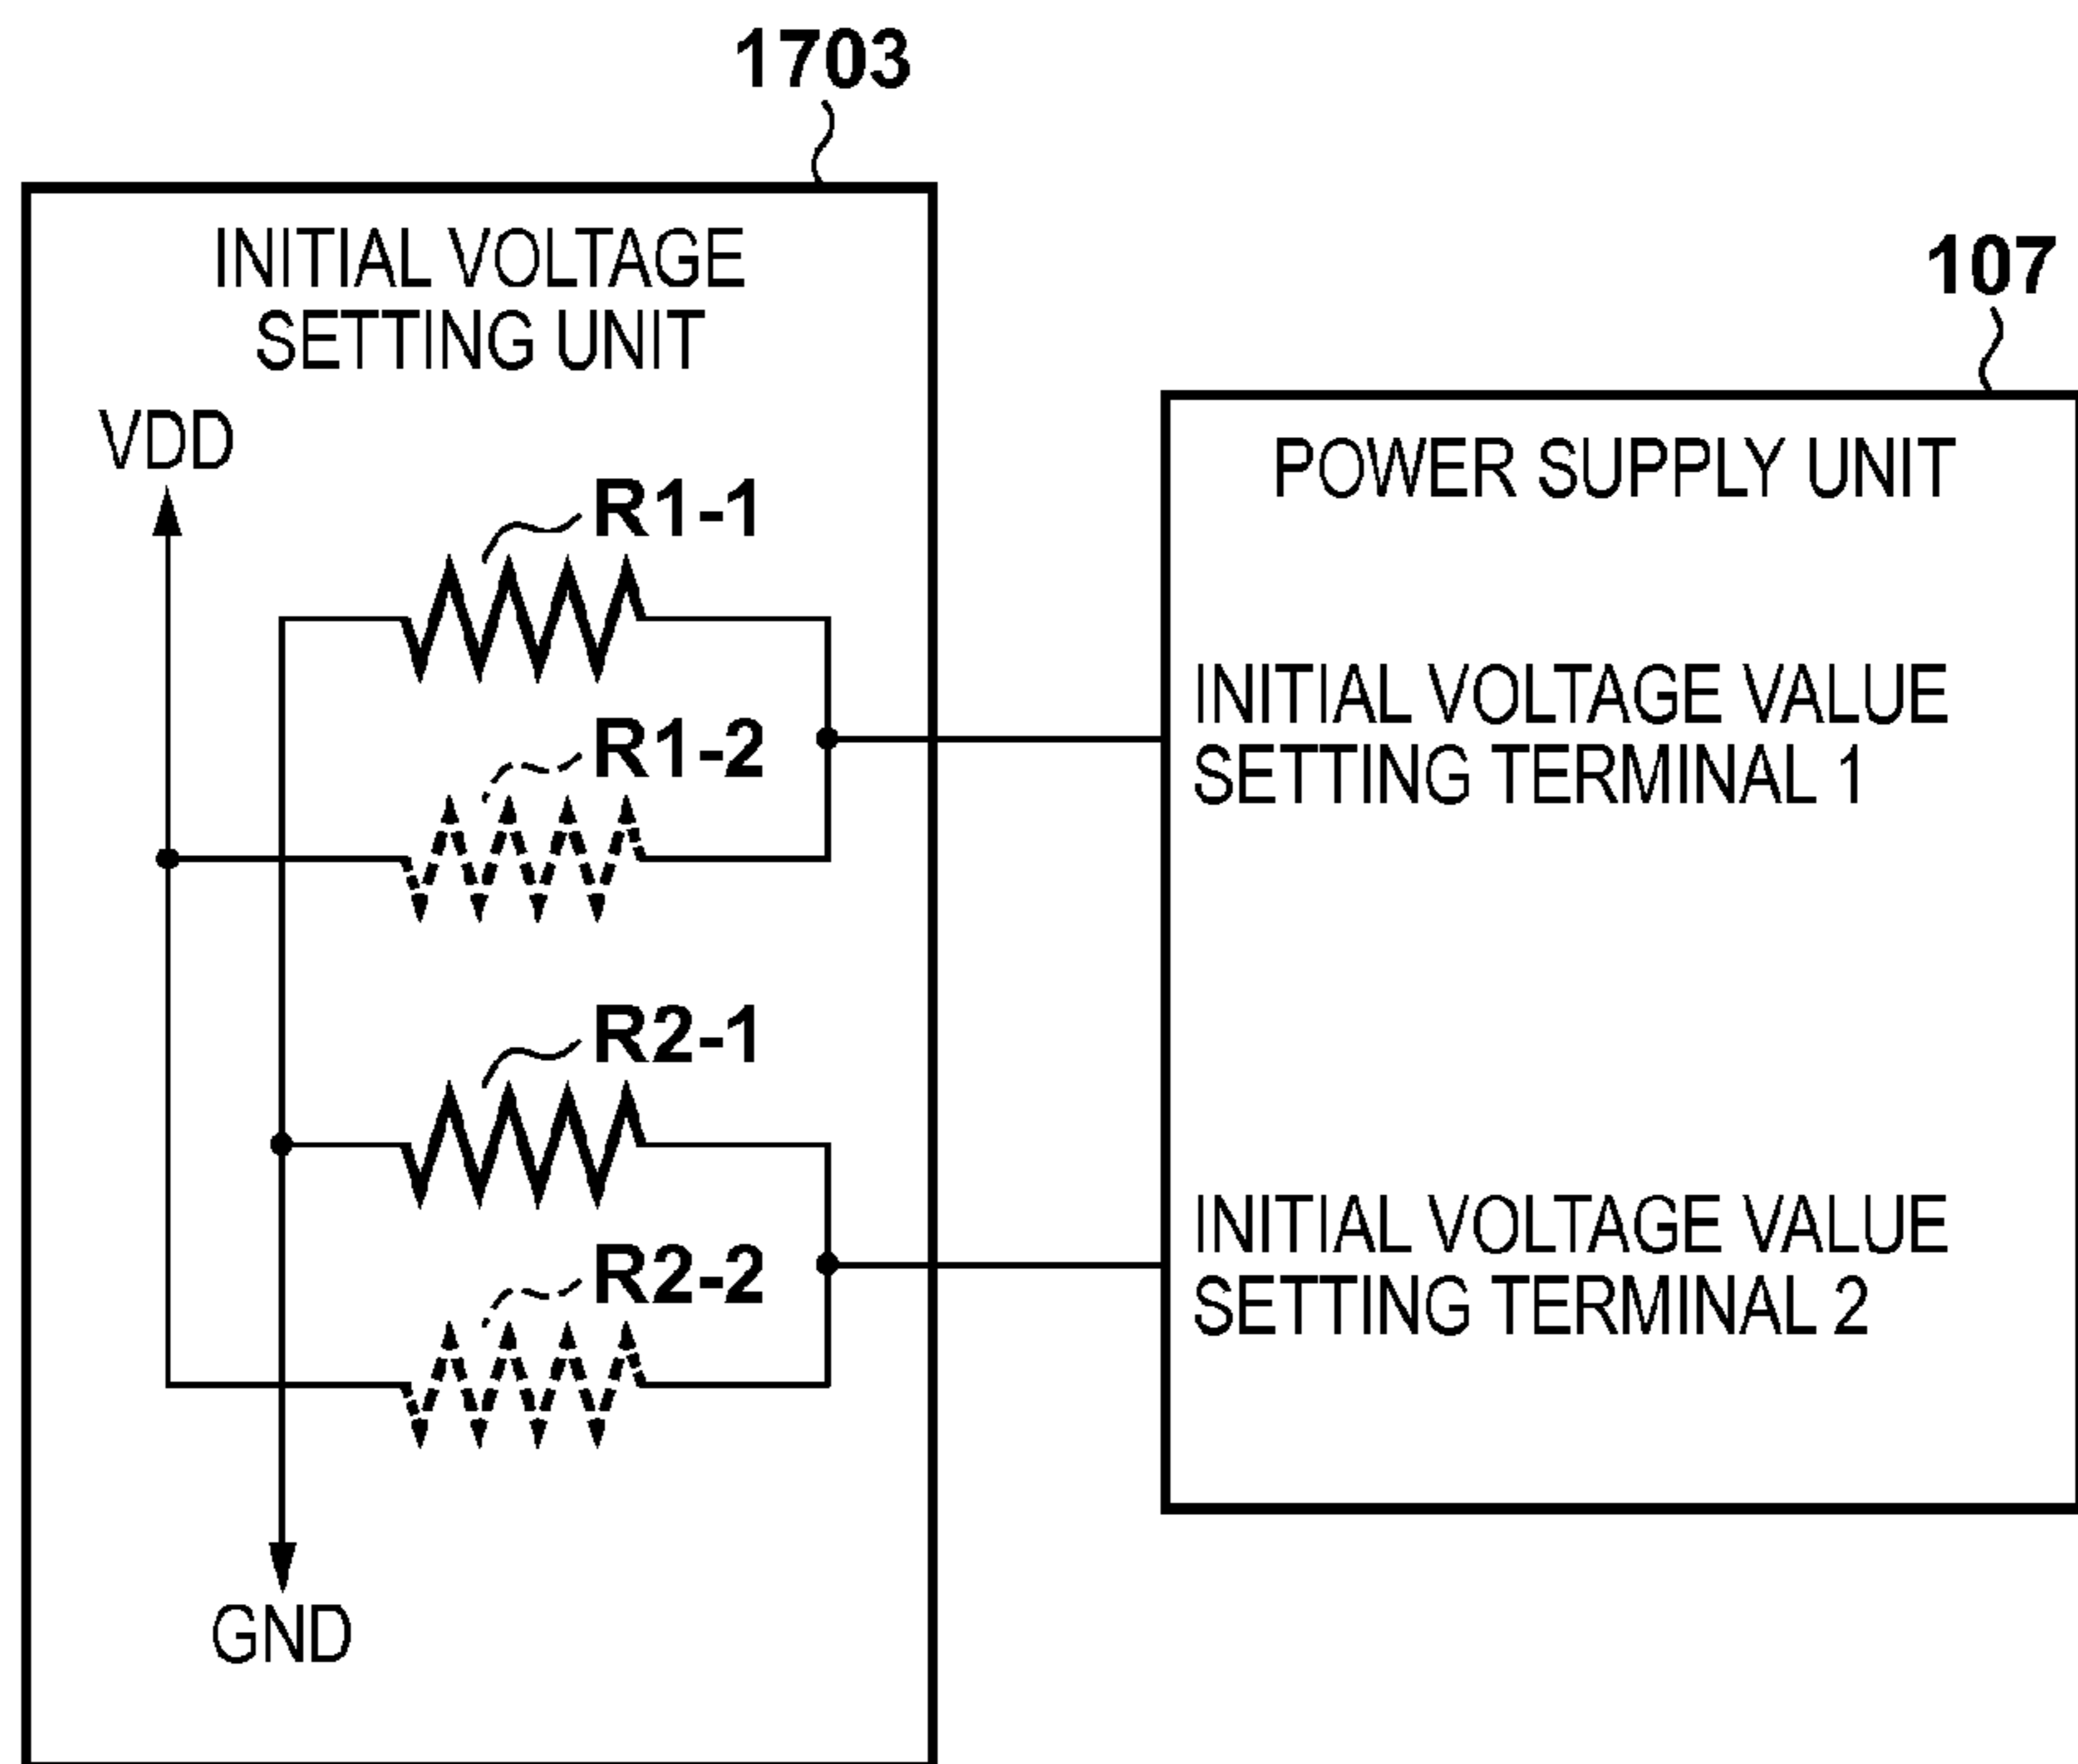 1703
INITIAL VOLTAGE
SETTING UNIT
VDD
R1-1
R1-2
R2-1
R2-2
GND
107
POWER SUPPLY UNIT
INITIAL VOLTAGE VALUE
SETTING TERMINAL 1
INITIAL VOLTAGE VALUE
SETTING TERMINAL 2